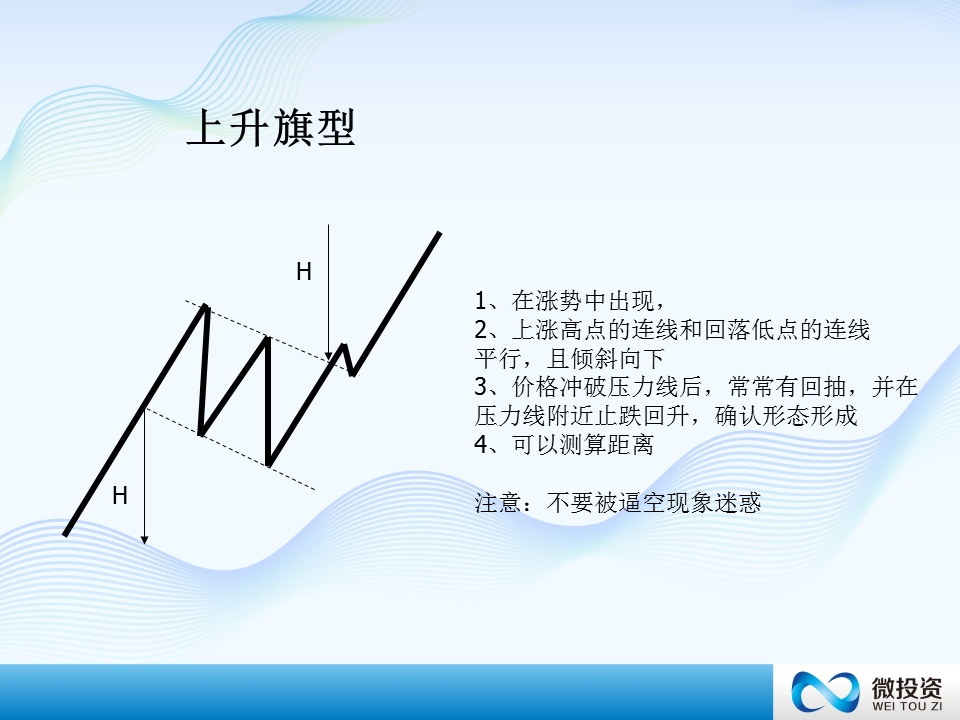 上升旗型
H
H
1、在涨势中出现，
2、上涨高点的连线和回落低点的连线
平行，且倾斜向下
3、价格冲破压力线后，常常有回抽，并在
压力线附近止跌回升，确认形态形成
4、可以测算距离
注意：不要被逼空现象迷惑
微投资
WEI TOU ZI